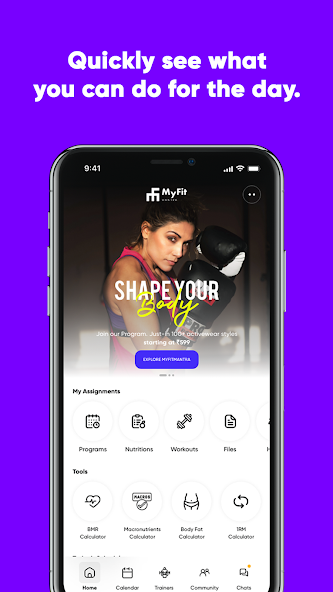 Quickly see what
you can do for the day.
9:41
MyFit
SHAPE YOUR
Body
Join our Program. Just-In 100+ activewear styles
starting at ₹599
EXPLORE MYFITMANTRA
My Assignments
Programs Nutritions Workouts Files H
Tools
MACROS
BMR Macronutrients Body Fat 1RM
Calculator Calculator Calculator Calculator
Home Calendar Trainers Community Chats